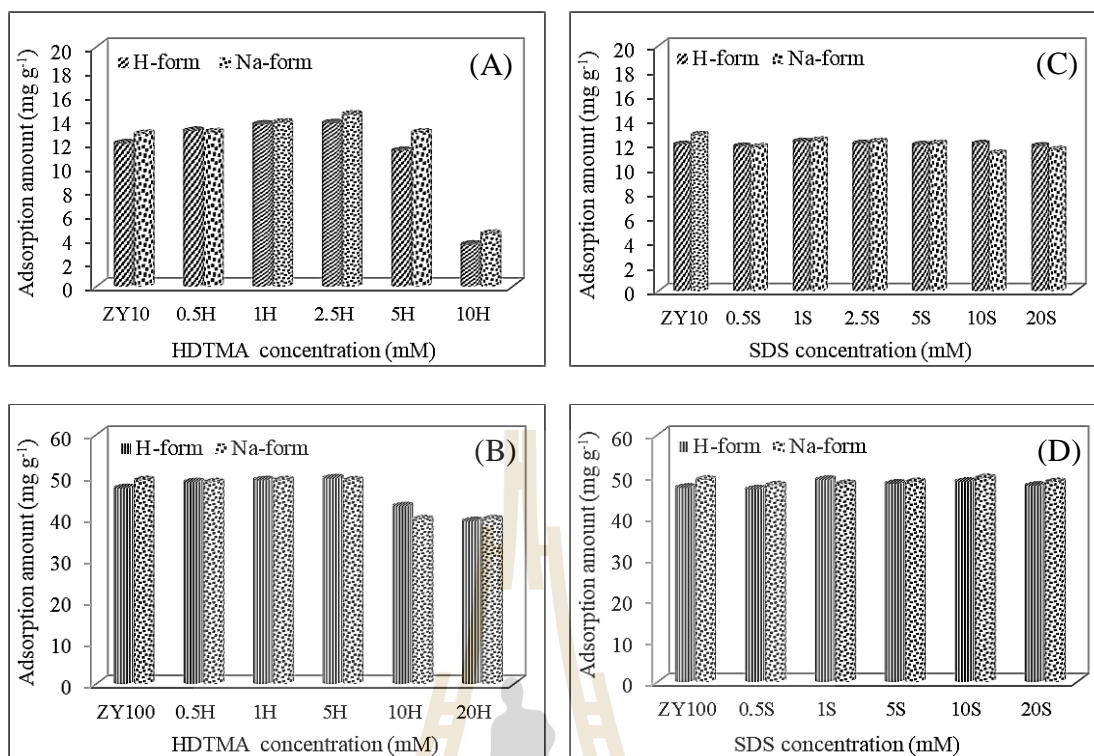 (A)
H-form Na-form
Adsorption amount (mg g⁻¹)
20
18
16
14
12
10
8
6
4
2
0
ZY10 0.5H 1H 2.5H 5H 10H
HDTMA concentration (mM)
(C)
H-form Na-form
Adsorption amount (mg g⁻¹)
20
18
16
14
12
10
8
6
4
2
0
ZY10 0.5S 1S 2.5S 5S 10S 20S
SDS concentration (mM)
(B)
H-form Na-form
Adsorption amount (mg g⁻¹)
60
50
40
30
20
10
0
ZY100 0.5H 1H 5H 10H 20H
HDTMA concentration (mM)
(D)
H-form Na-form
Adsorption amount (mg g⁻¹)
60
50
40
30
20
10
0
ZY100 0.5S 1S 5S 10S 20S
SDS concentration (mM)